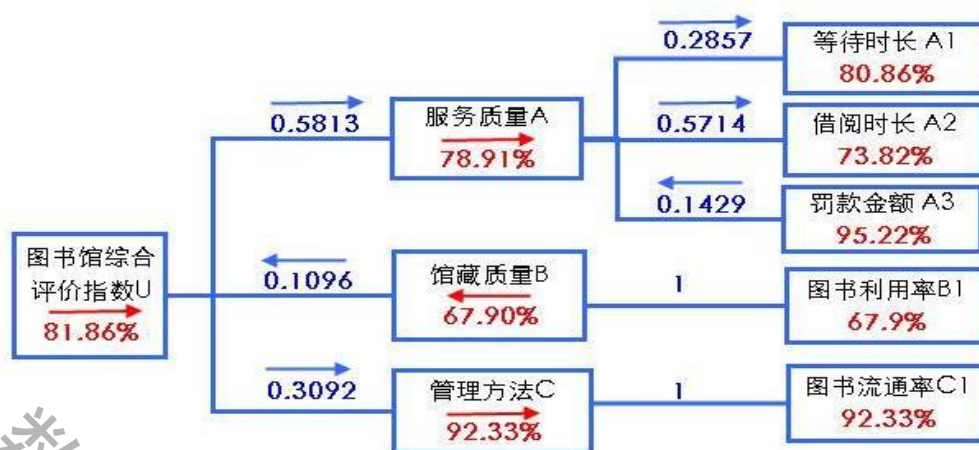 0.2857
等待时长 A1
80.86%
0.5813
服务质量A
78.91%
0.5714
借阅时长 A2
73.82%
0.1429
罚款金额 A3
95.22%
图书馆综合
评价指数U
81.86%
0.1096
馆藏质量B
67.90%
1
图书利用率B1
67.9%
0.3092
管理方法C
92.33%
1
图书流通率C1
92.33%